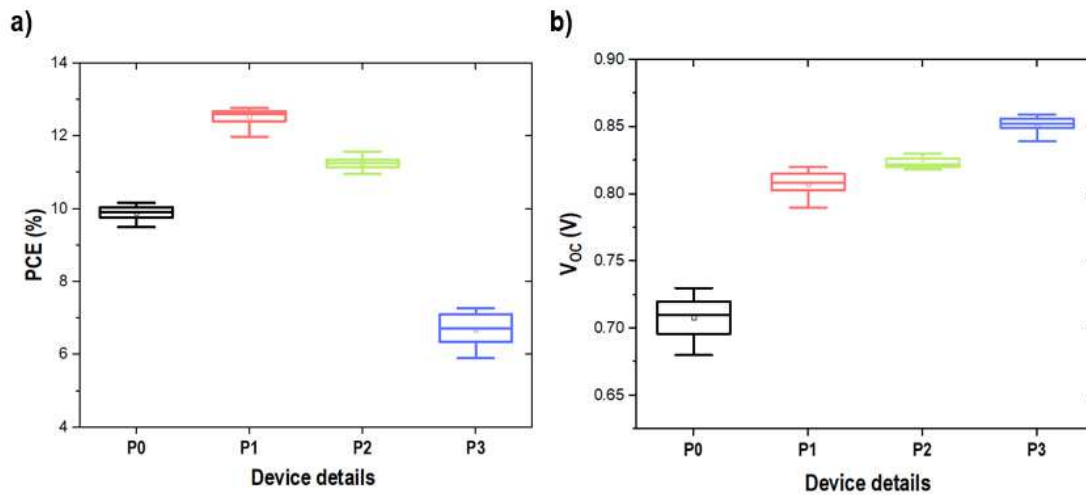 a)
14
12
10
8
6
4
PCE (%)
P0 P1 P2 P3
Device details
b)
0.90
0.85
0.80
0.75
0.70
0.65
VOC (V)
P0 P1 P2 P3
Device details